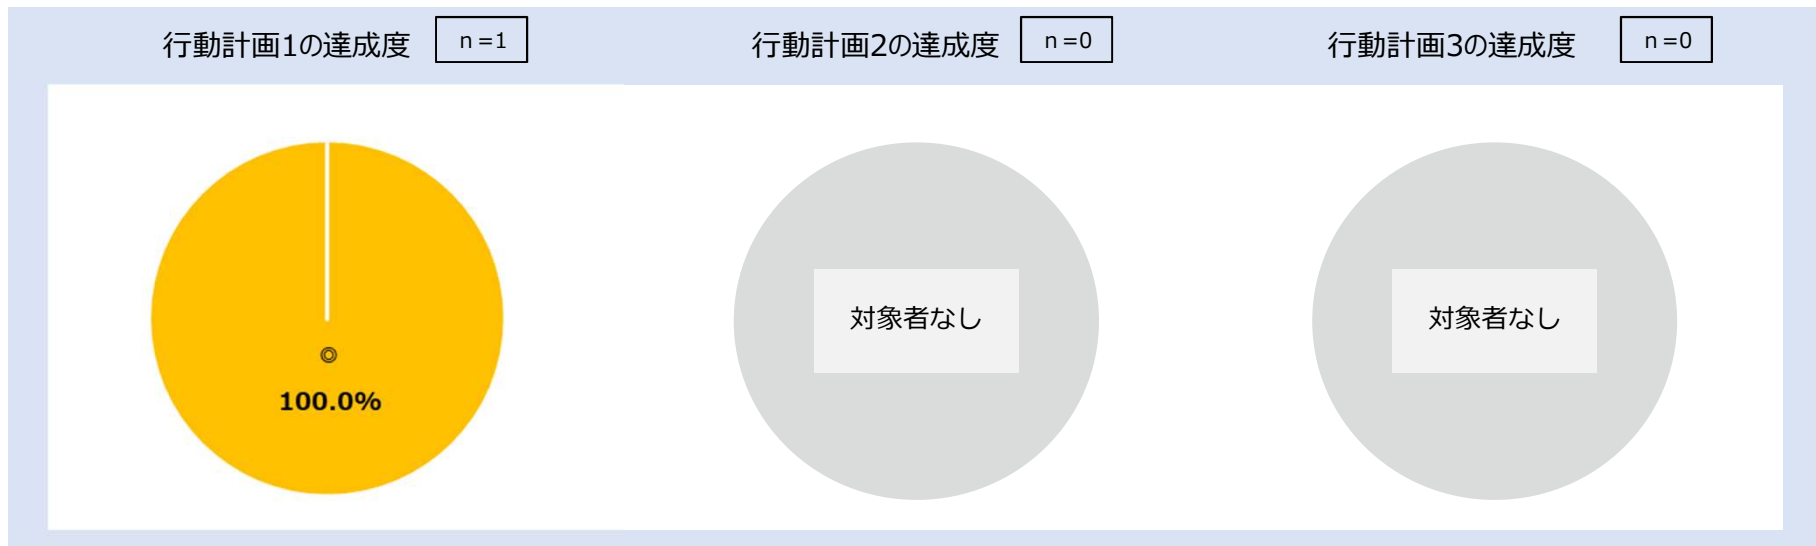 行動計画1の達成度
n=1
行動計画2の達成度
n=0
行動計画3の達成度
n=0
◎
100.0%
対象者なし
対象者なし